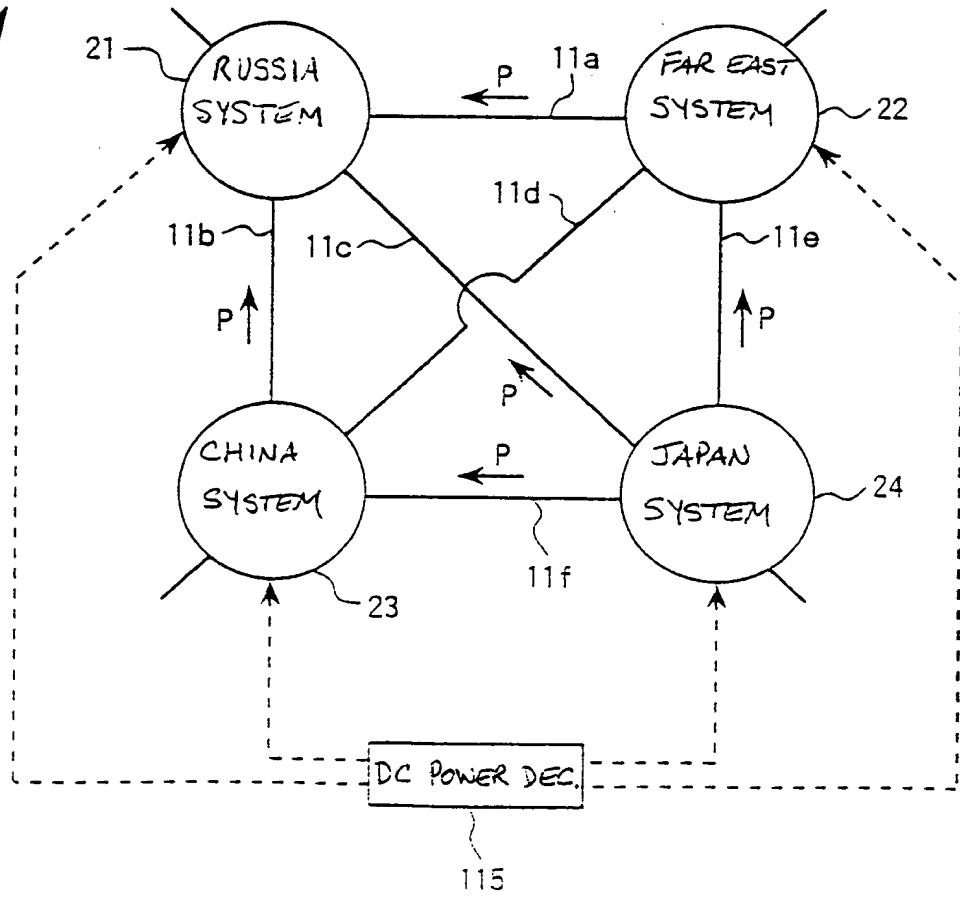 21
RUSSIA
SYSTEM
P
11a
FAR EAST
SYSTEM
22
11b
11c
11d
11e
P
P
P
CHINA
SYSTEM
P
JAPAN
SYSTEM
24
23
11f
DC POWER DEC.
115